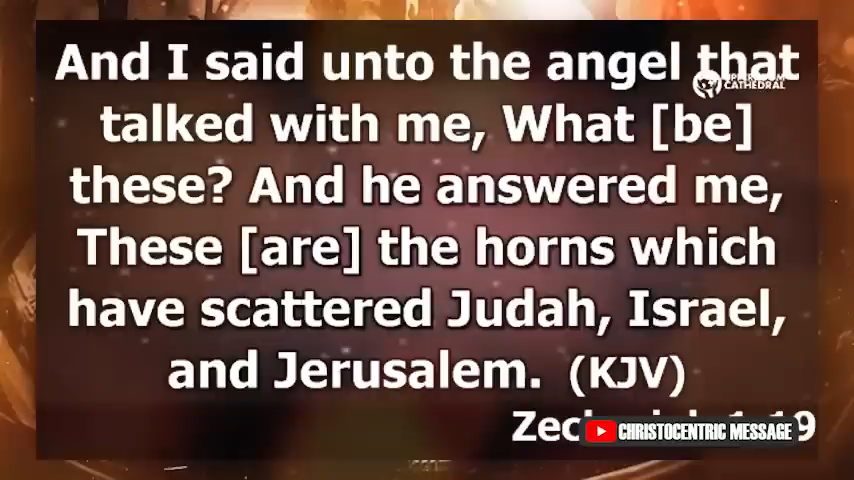 And I said unto the angel that
talked with me, What [be]
these? And he answered me,
These [are] the horns which
have scattered Judah, Israel,
and Jerusalem. (KJV)
CATHEDRAL
CHRISTOCENTRIC MESSAGE